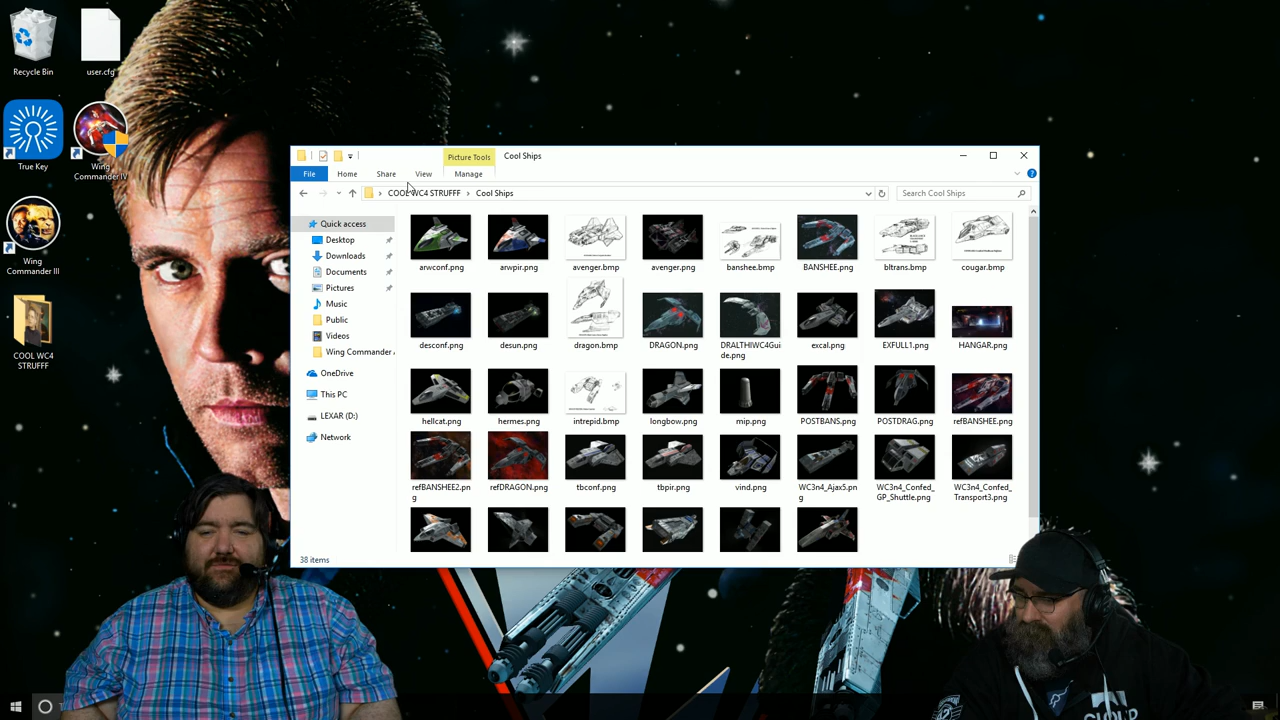 Recycle Bin
user.cfg
True Key
Wing
Commander IV
Wing
Commander III
COOL WC4
STRUFFF
Picture Tools
Cool Ships
File
Home
Share
View
Manage
COOL WC4 STRUFFF
Cool Ships
Search Cool Ships
Quick access
Desktop
Downloads
Documents
Pictures
Music
Public
Videos
Wing Commander
OneDrive
This PC
LEXAR (D:)
Network
arwconf.png
arwpir.png
avenger.bmp
avenger.png
banshee.bmp
BANSHEE.png
bltrans.bmp
cougar.bmp
desconf.png
desun.png
dragon.bmp
DRAGON.png
DRALTHIWC4Gui
de.png
excal.png
EXFULL1.png
HANGAR.png
hellcat.png
hermes.png
intrepid.bmp
longbow.png
mip.png
POSTBANS.png
POSTDRAG.png
refBANSHEE.png
refBANSHEE2.pn
g
refDRAGON.png
tbconf.png
tbpir.png
vind.png
WC3n4_Ajax5.pn
g
WC3n4_Confed_
GP_Shuttle.png
WC3n4_Confed_
Transport3.png
38 items